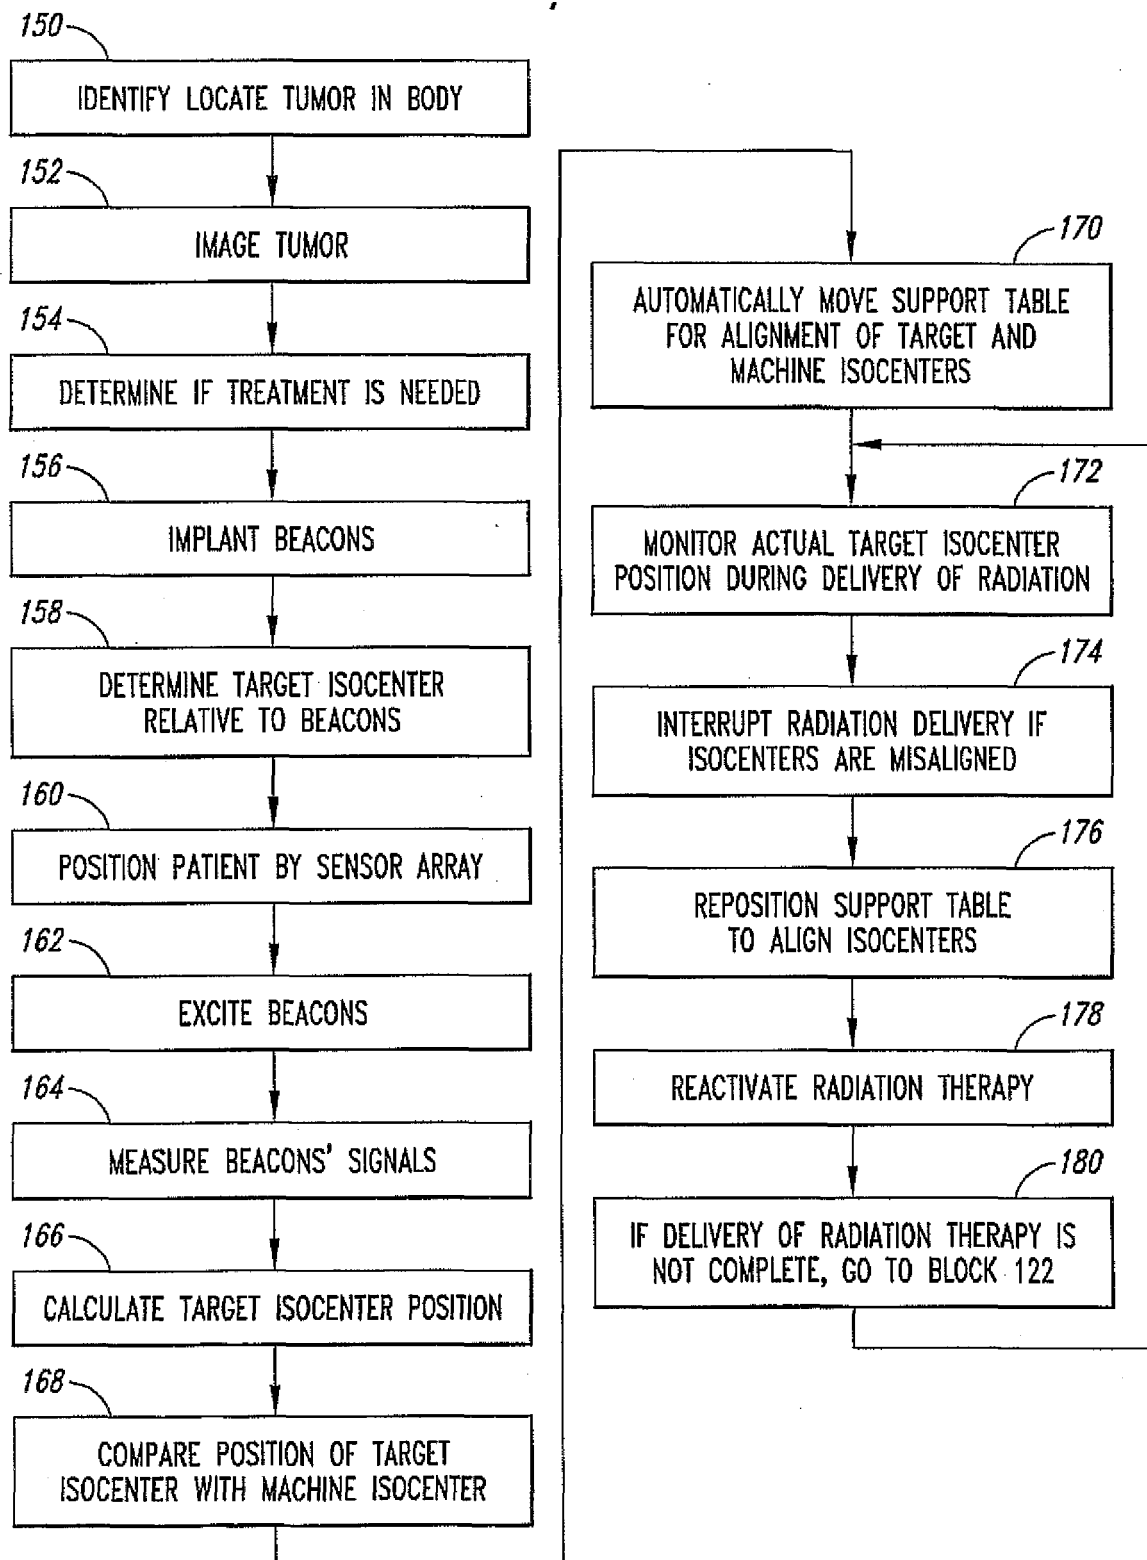 150
IDENTIFY LOCATE TUMOR IN BODY
152
IMAGE TUMOR
154
DETERMINE IF TREATMENT IS NEEDED
156
IMPLANT BEACONS
158
DETERMINE TARGET ISOCENTER
RELATIVE TO BEACONS
160
POSITION PATIENT BY SENSOR ARRAY
162
EXCITE BEACONS
164
MEASURE BEACONS' SIGNALS
166
CALCULATE TARGET ISOCENTER POSITION
168
COMPARE POSITION OF TARGET
ISOCENTER WITH MACHINE ISOCENTER
170
AUTOMATICALLY MOVE SUPPORT TABLE
FOR ALIGNMENT OF TARGET AND
MACHINE ISOCENTERS
172
MONITOR ACTUAL TARGET ISOCENTER
POSITION DURING DELIVERY OF RADIATION
174
INTERRUPT RADIATION DELIVERY IF
ISOCENTERS ARE MISALIGNED
176
REPOSITION SUPPORT TABLE
TO ALIGN ISOCENTERS
178
REACTIVATE RADIATION THERAPY
180
IF DELIVERY OF RADIATION THERAPY IS
NOT COMPLETE, GO TO BLOCK 122